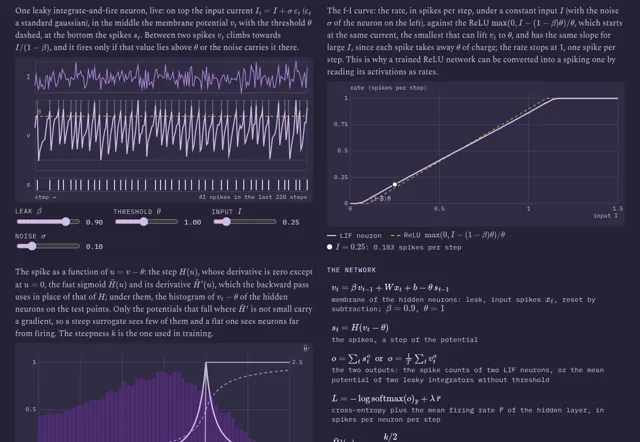 One leaky integrate-and-fire neuron, live: on top the input current I_t = I + σ ε_t (ε_t
a standard gaussian), in the middle the membrane potential v_t with the threshold θ
dashed, at the bottom the spikes s_t. Between two spikes v_t climbs towards
I/(1 − β), and it fires only if that value lies above θ or the noise carries it there.
I
θ
v
s
step →
41 spikes in the last 220 steps
LEAK β
0.90
THRESHOLD θ
1.00
INPUT I
0.25
NOISE σ
0.10
The spike as a function of u = v − θ: the step H(u), whose derivative is zero except
at u = 0, the fast sigmoid H̃(u) and its derivative H̃′(u), which the backward pass
uses in place of that of H; under them, the histogram of v_t − θ of the hidden
neurons on the test points. Only the potentials that fall where H̃′ is not small carry
a gradient, so a steep surrogate sees few of them and a flat one sees neurons far
from firing. The steepness k is the one used in training.
H̃′
1
2.5
0.5
The f-I curve: the rate, in spikes per step, under a constant input I (with the noise
σ of the neuron on the left), against the ReLU max(0, I − (1 − β)θ)/θ, which starts
at the same current, the smallest that can lift v_t to θ, and has the same slope for
large I, since each spike takes away θ of charge; the rate stops at 1, one spike per
step. This is why a trained ReLU network can be converted into a spiking one by
reading its activations as rates.
rate (spikes per step)
1
0.75
0.5
0.25
0
(1−β)θ
0
0.5
1
1.5
input I
LIF neuron
ReLU max(0, I − (1 − β)θ)/θ
I = 0.25: 0.183 spikes per step
THE NETWORK
v_t = β v_{t−1} + W x_t + b − θ s_{t−1}
membrane of the hidden neurons: leak, input spikes x_t, reset by
subtraction; β = 0.9, θ = 1
s_t = H(v_t − θ)
the spikes, a step of the potential
o = ∑_t s_t^o or o = 1/T ∑_t v_t^o
the two outputs: the spike counts of two LIF neurons, or the mean
potential of two leaky integrators without threshold
L = − log softmax(o)_y + λ r̄
cross-entropy plus the mean firing rate r̄ of the hidden layer, in
spikes per neuron per step
k/2